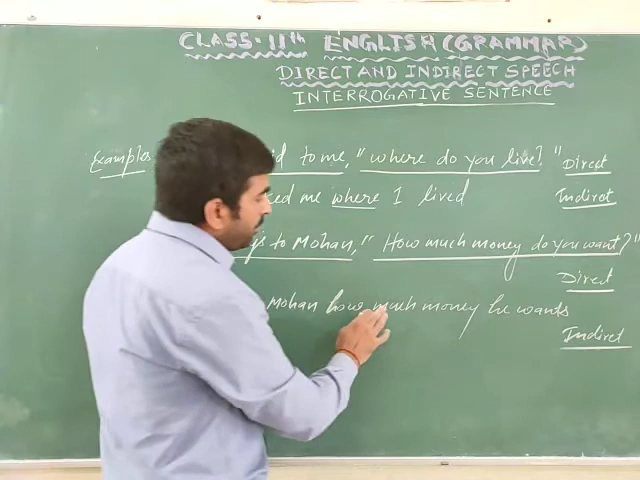 CLASS-11th ENGLISH (GRAMMAR)
DIRECT AND INDIRECT SPEECH
INTERROGATIVE SENTENCE
Examples to me, "where do you live?" Direct
me where I lived Indirect
to Mohan, "How much money do you want?"
Direct
Mohan how much money he wants
Indirect